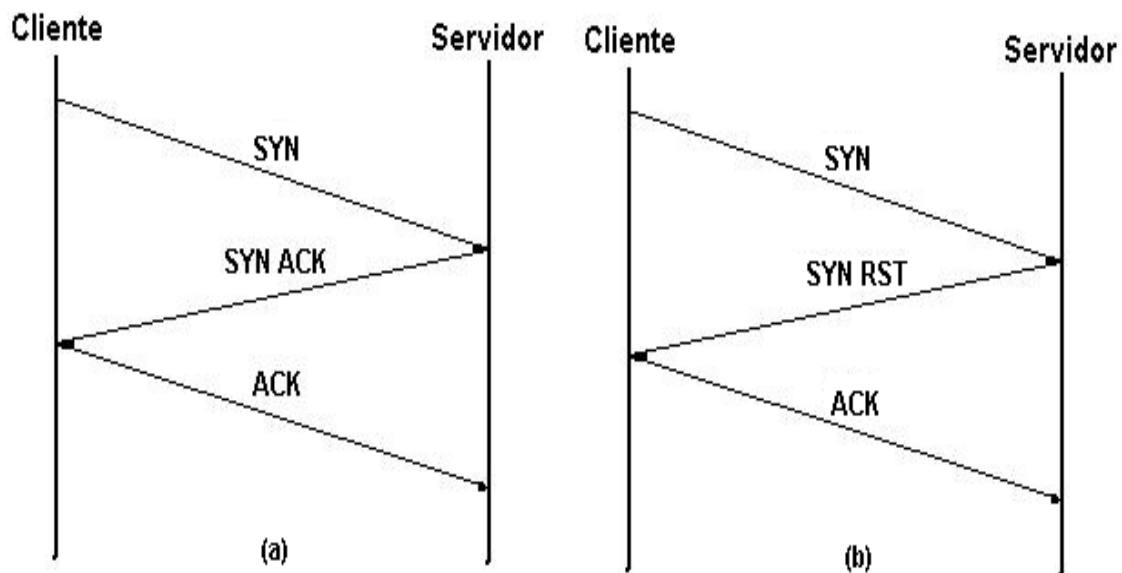 Cliente
Servidor
SYN
SYN ACK
ACK
(a)
Cliente
Servidor
SYN
SYN RST
ACK
(b)